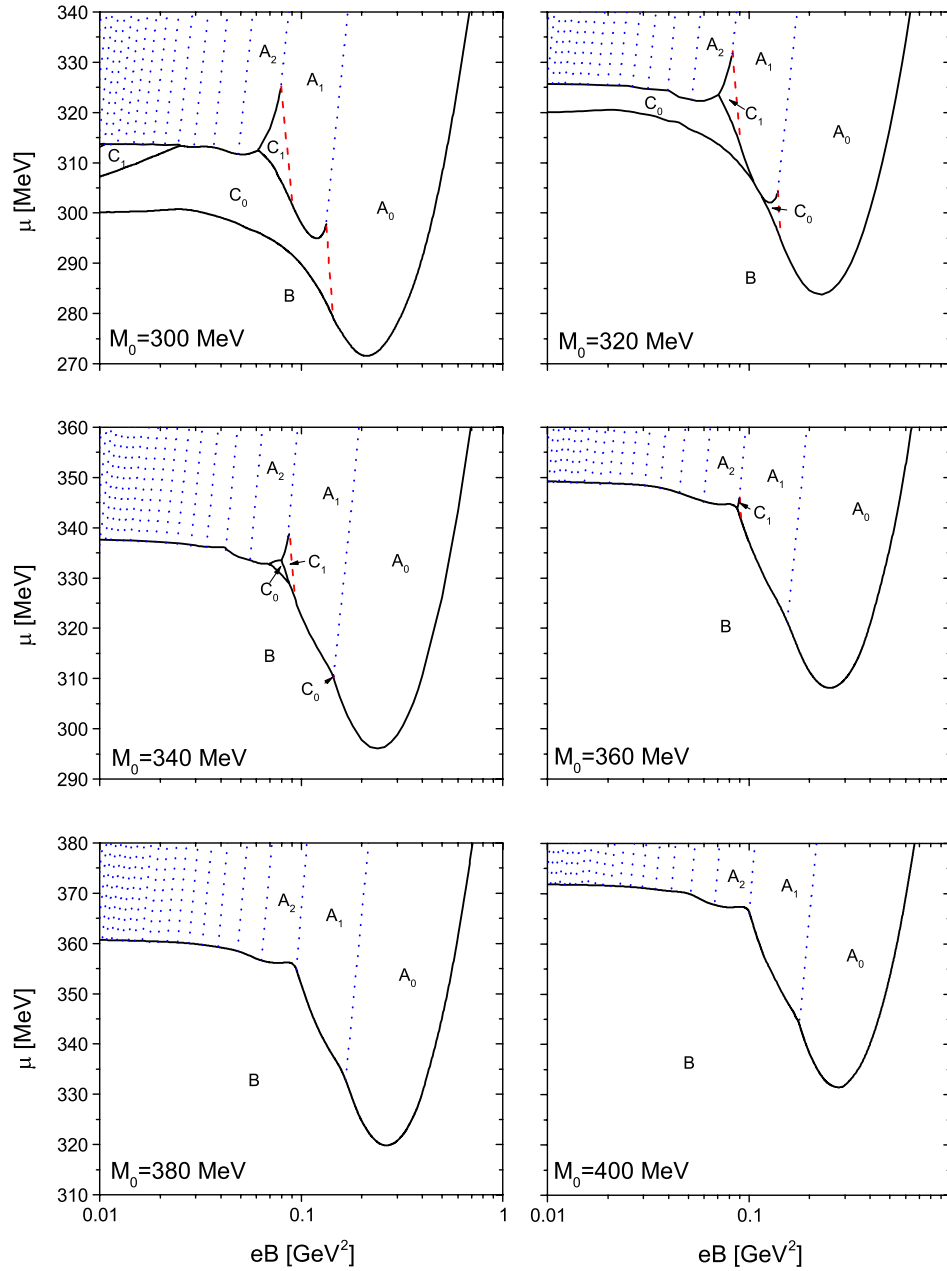 340
330
320
310
300
290
280
270
μ [MeV]
A₂
A₁
A₀
C₁
C₁
C₀
B
M₀=300 MeV
A₂
A₁
A₀
C₀
C₁
C₀
B
M₀=320 MeV
360
350
340
330
320
310
300
290
μ [MeV]
A₂
A₁
A₀
C₁
C₀
B
C₀
M₀=340 MeV
A₂
A₁
A₀
C₁
B
M₀=360 MeV
380
370
360
350
340
330
320
310
μ [MeV]
A₂
A₁
A₀
B
M₀=380 MeV
0.01
0.1
1
eB [GeV²]
A₂
A₁
A₀
B
M₀=400 MeV
0.01
0.1
eB [GeV²]